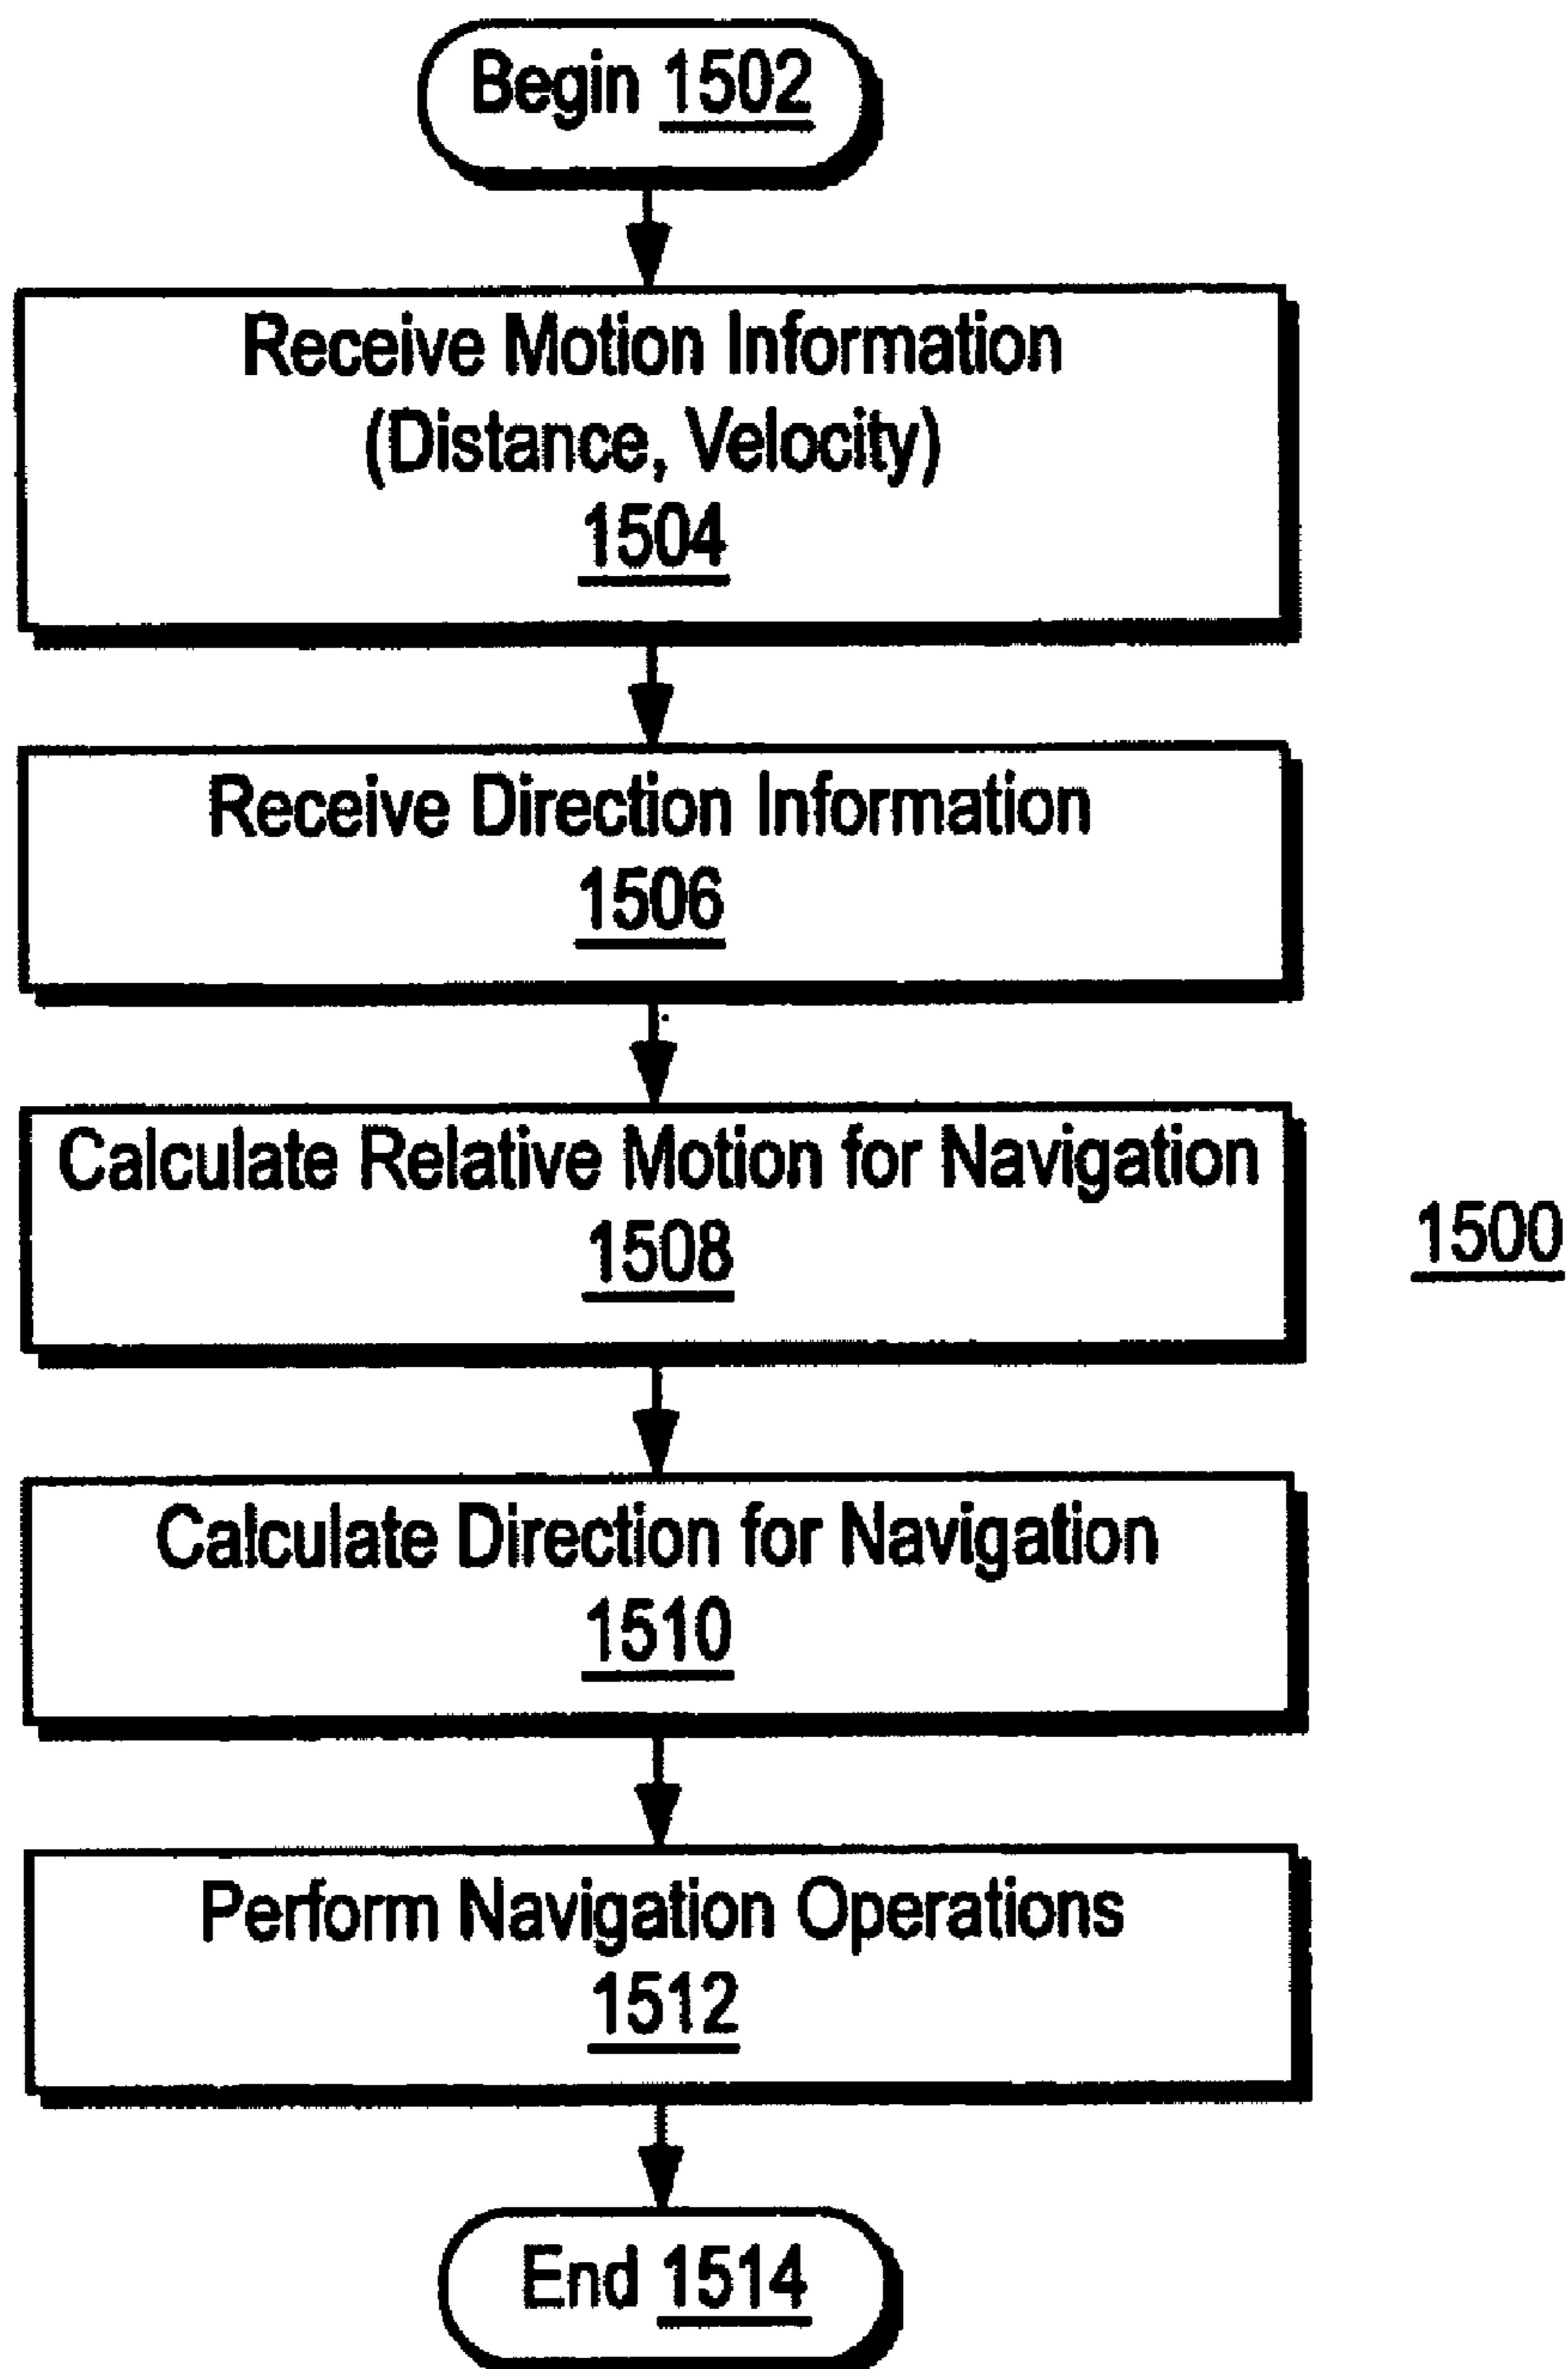 Begin 1502
Receive Motion Information
(Distance, Velocity)
1504
Receive Direction Information
1506
Calculate Relative Motion for Navigation
1508
1500
Calculate Direction for Navigation
1510
Perform Navigation Operations
1512
End 1514